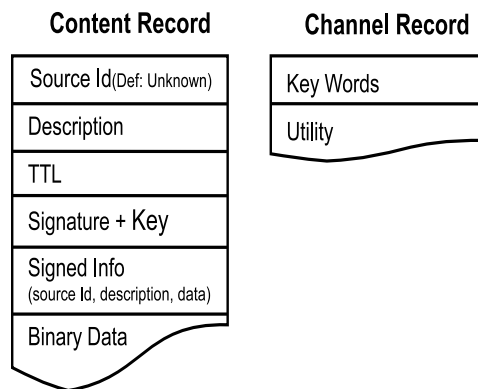 Content Record
Source Id(Def: Unknown)
Description
TTL
Signature + Key
Signed Info
(source Id, description, data)
Binary Data
Channel Record
Key Words
Utility